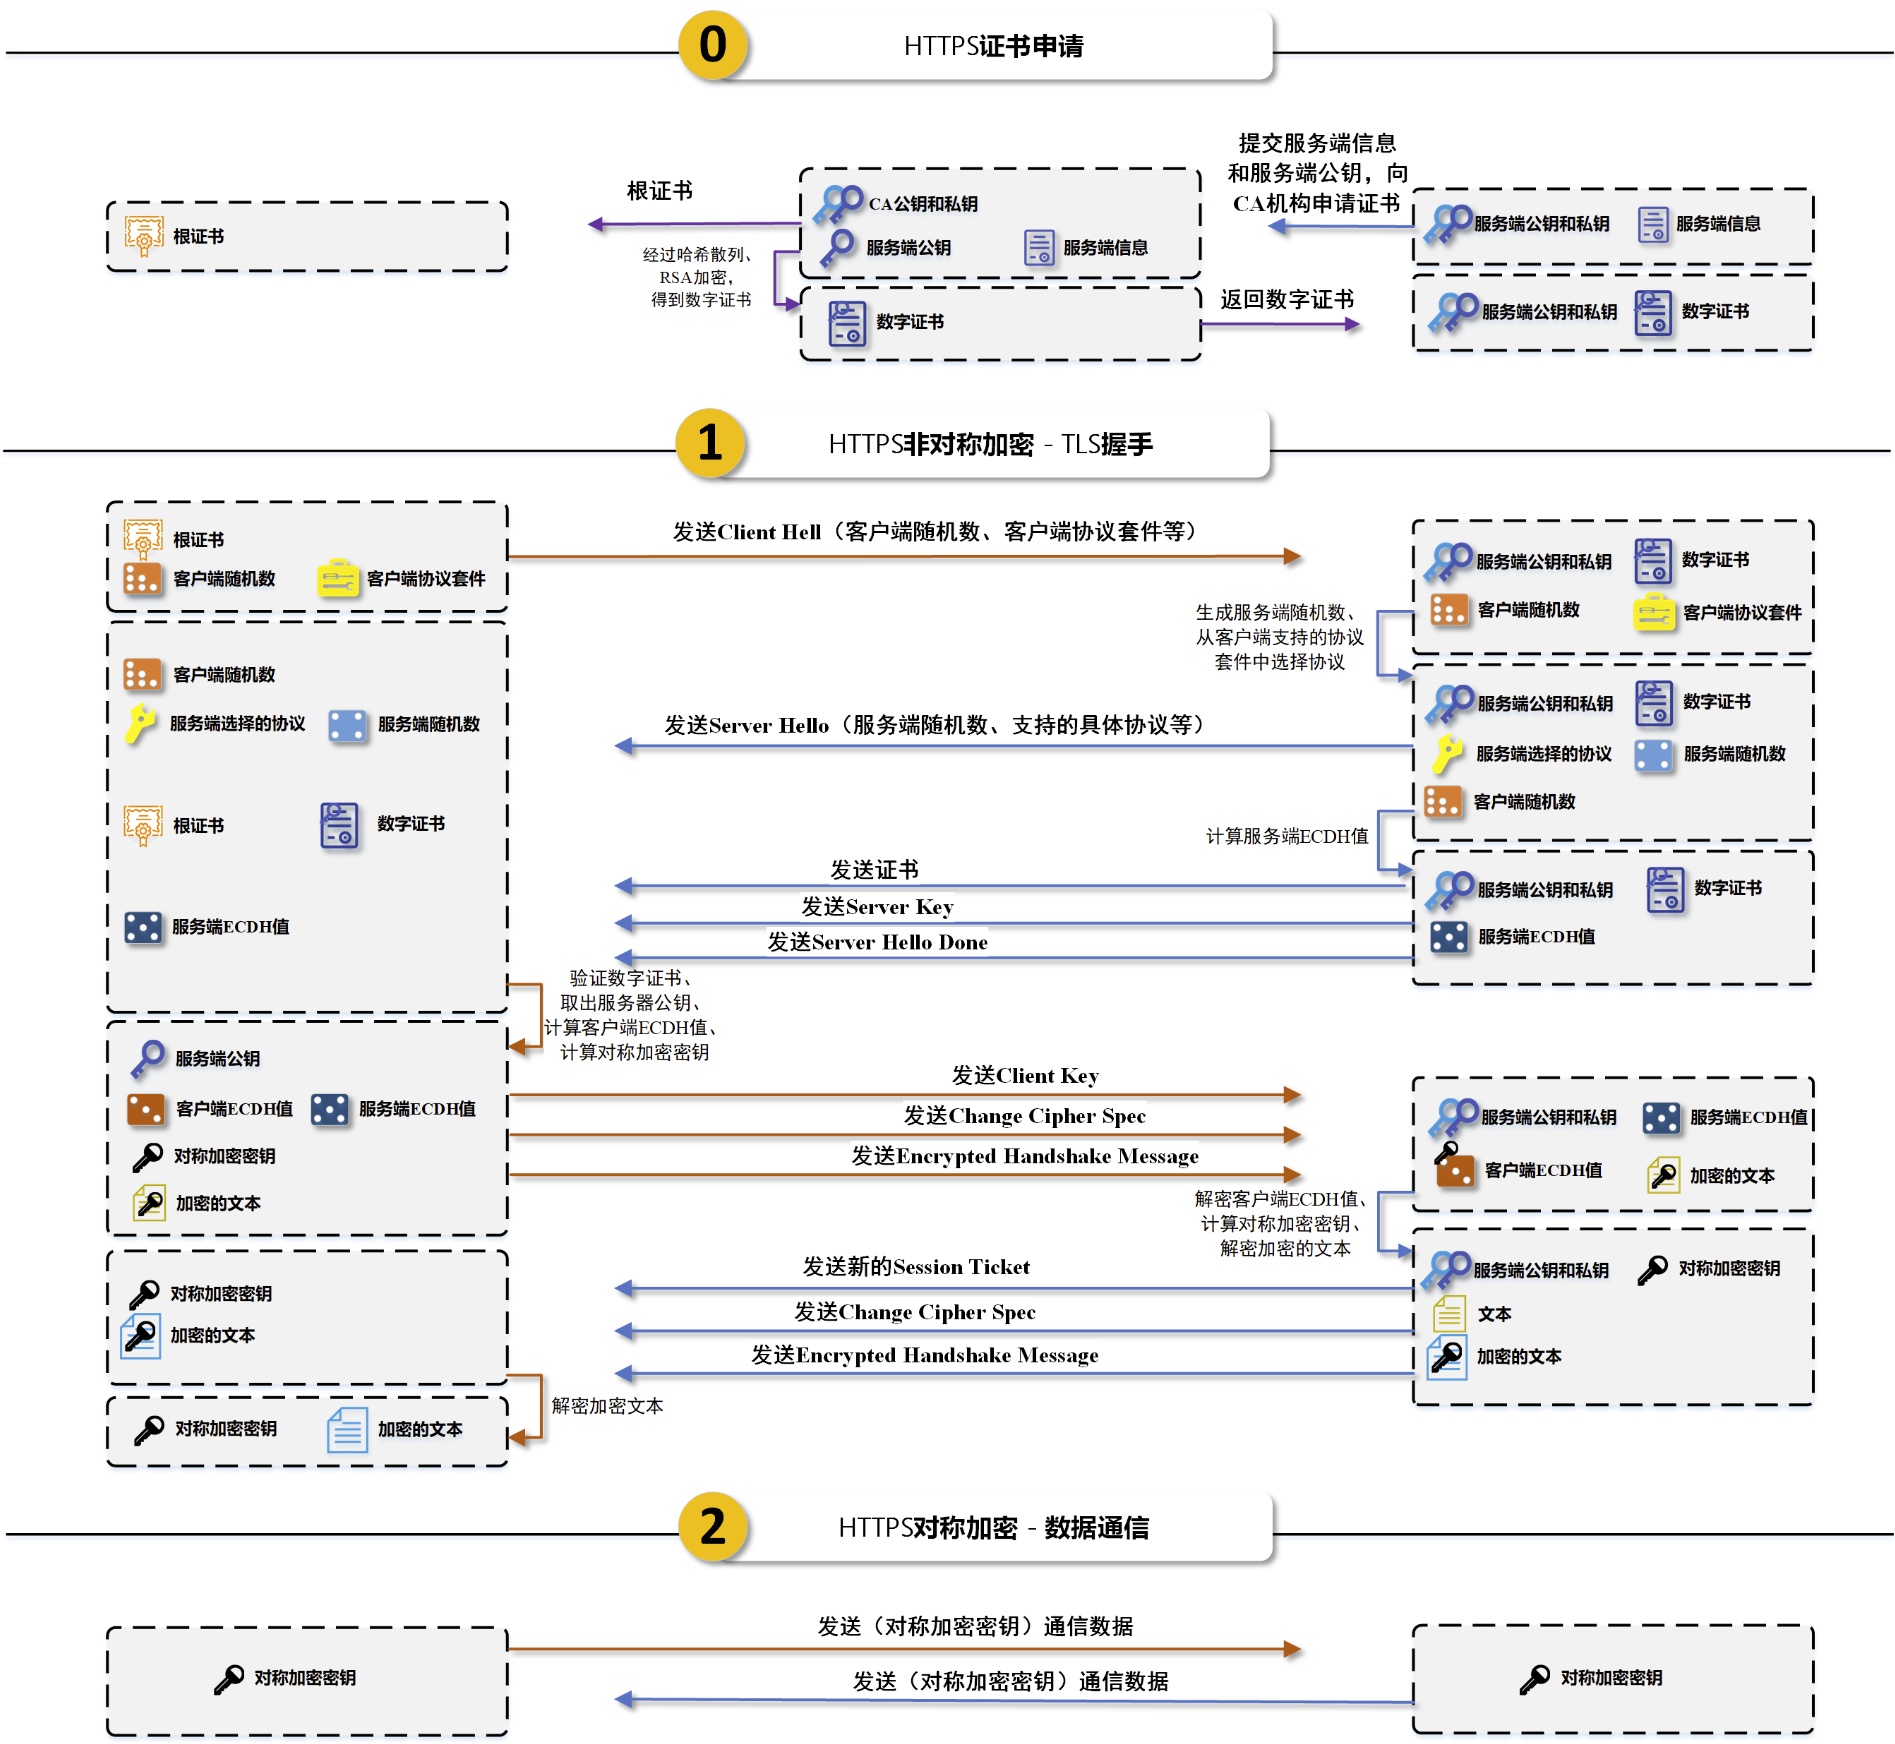 0
HTTPS证书申请
提交服务端信息
和服务端公钥，向
CA机构申请证书
根证书
根证书
CA公钥和私钥
服务端公钥
服务端信息
服务端公钥和私钥
服务端信息
经过哈希散列、
RSA加密，
得到数字证书
数字证书
返回数字证书
服务端公钥和私钥
数字证书
1
HTTPS非对称加密 - TLS握手
根证书
客户端随机数
客户端协议套件
发送Client Hell（客户端随机数、客户端协议套件等）
服务端公钥和私钥
数字证书
客户端随机数
客户端协议套件
生成服务端随机数、
从客户端支持的协议
套件中选择协议
客户端随机数
服务端选择的协议
服务端随机数
根证书
数字证书
服务端ECDH值
发送Server Hello（服务端随机数、支持的具体协议等）
服务端公钥和私钥
数字证书
服务端选择的协议
服务端随机数
客户端随机数
计算服务端ECDH值
发送证书
发送Server Key
发送Server Hello Done
服务端公钥和私钥
数字证书
服务端ECDH值
验证数字证书、
取出服务器公钥、
计算客户端ECDH值、
计算对称加密密钥
服务端公钥
客户端ECDH值
服务端ECDH值
对称加密密钥
加密的文本
发送Client Key
发送Change Cipher Spec
发送Encrypted Handshake Message
服务端公钥和私钥
服务端ECDH值
客户端ECDH值
加密的文本
解密客户端ECDH值、
计算对称加密密钥、
解密加密的文本
对称加密密钥
加密的文本
发送新的Session Ticket
发送Change Cipher Spec
发送Encrypted Handshake Message
服务端公钥和私钥
对称加密密钥
文本
加密的文本
解密加密文本
对称加密密钥
加密的文本
2
HTTPS对称加密 - 数据通信
对称加密密钥
发送（对称加密密钥）通信数据
发送（对称加密密钥）通信数据
对称加密密钥